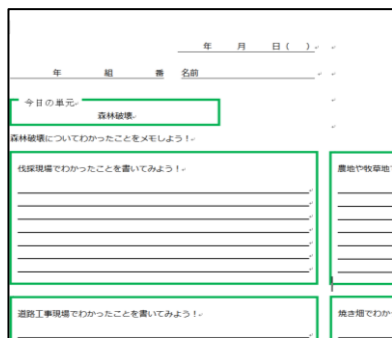 年　月　日（　）
年　組　番　名前
今日の単元
森林破壊
森林破壊についてわかったことをメモしよう！
伐採現場でわかったことを書いてみよう！
農地や牧草地
道路工事現場でわかったことを書いてみよう！
焼き畑でわか